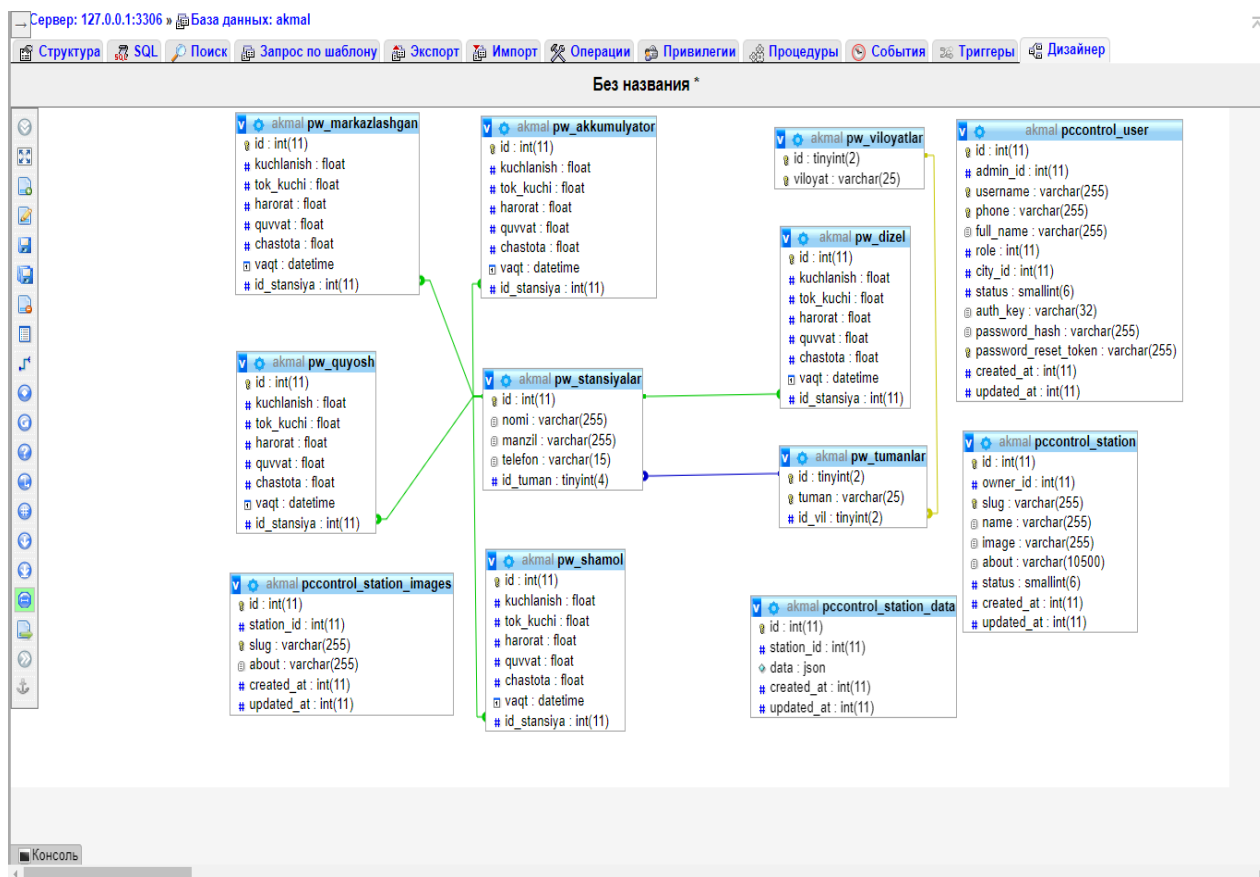 Сервер: 127.0.0.1:3306 » База данных: akmal
Структура SQL Поиск Запрос по шаблону Экспорт Импорт Операции Привилегии Процедуры События Триггеры Дизайнер
Без названия *
akmal pw_markazlashgan
id : int(11)
kuchlanish : float
tok_kuchi : float
harorat : float
quvvat : float
chastota : float
vaqt : datetime
id_stansiya : int(11)
akmal pw_akkumulyator
id : int(11)
kuchlanish : float
tok_kuchi : float
harorat : float
quvvat : float
chastota : float
vaqt : datetime
id_stansiya : int(11)
akmal pw_viloyatlar
id : tinyint(2)
viloyat : varchar(25)
akmal pccontrol_user
id : int(11)
admin_id : int(11)
username : varchar(255)
phone : varchar(255)
full_name : varchar(255)
role : int(11)
city_id : int(11)
status : smallint(6)
auth_key : varchar(32)
password_hash : varchar(255)
password_reset_token : varchar(255)
created_at : int(11)
updated_at : int(11)
akmal pw_dizel
id : int(11)
kuchlanish : float
tok_kuchi : float
harorat : float
quvvat : float
chastota : float
vaqt : datetime
id_stansiya : int(11)
akmal pw_quyosh
id : int(11)
kuchlanish : float
tok_kuchi : float
harorat : float
quvvat : float
chastota : float
vaqt : datetime
id_stansiya : int(11)
akmal pw_stansiyalar
id : int(11)
nomi : varchar(255)
manzil : varchar(255)
telefon : varchar(15)
id_tuman : tinyint(4)
akmal pw_tumanlar
id : tinyint(2)
tuman : varchar(25)
id_vil : tinyint(2)
akmal pccontrol_station
id : int(11)
owner_id : int(11)
slug : varchar(255)
name : varchar(255)
image : varchar(255)
about : varchar(10500)
status : smallint(6)
created_at : int(11)
updated_at : int(11)
akmal pccontrol_station_images
id : int(11)
station_id : int(11)
slug : varchar(255)
about : varchar(255)
created_at : int(11)
updated_at : int(11)
akmal pw_shamol
id : int(11)
kuchlanish : float
tok_kuchi : float
harorat : float
quvvat : float
chastota : float
vaqt : datetime
id_stansiya : int(11)
akmal pccontrol_station_data
id : int(11)
station_id : int(11)
data : json
created_at : int(11)
updated_at : int(11)
Консоль